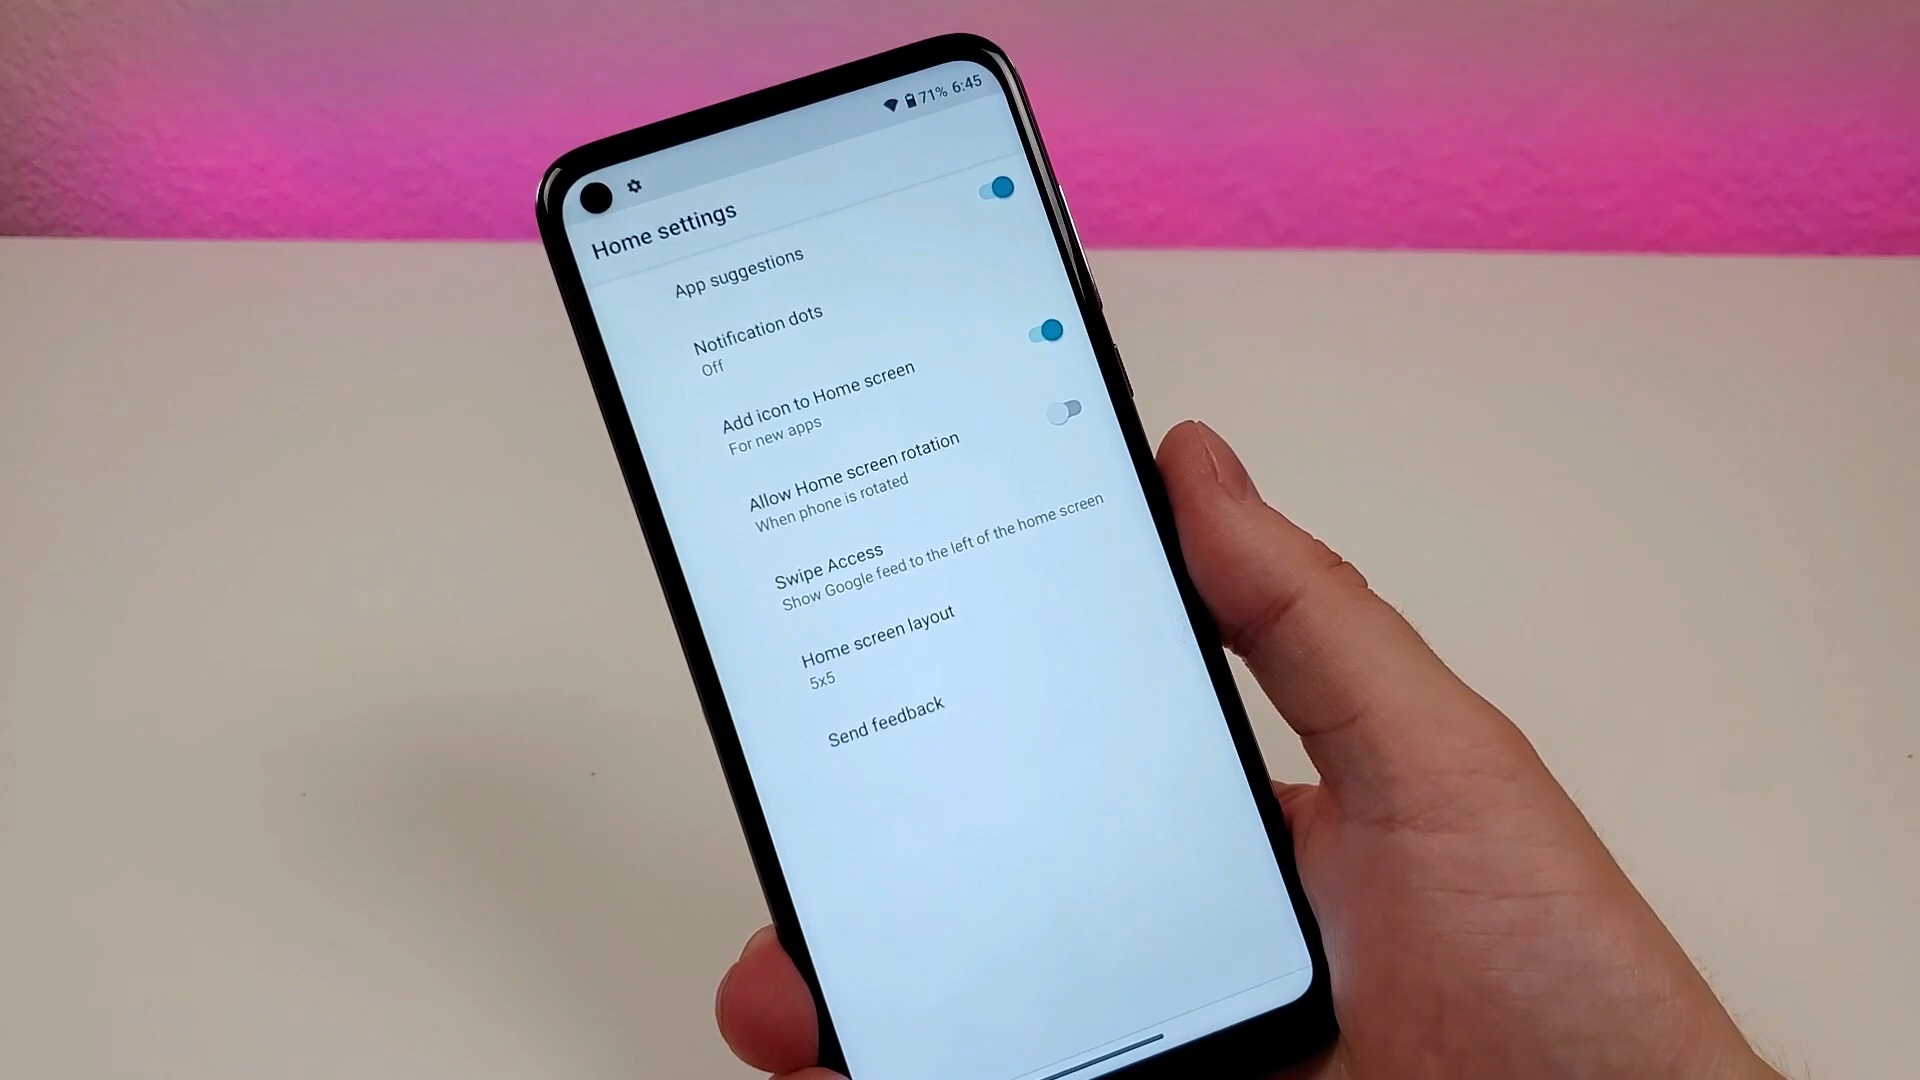 71% 6:45
Home settings
App suggestions
Notification dots
Off
Add icon to Home screen
For new apps
Allow Home screen rotation
When phone is rotated
Swipe Access
Show Google feed to the left of the home screen
Home screen layout
5x5
Send feedback